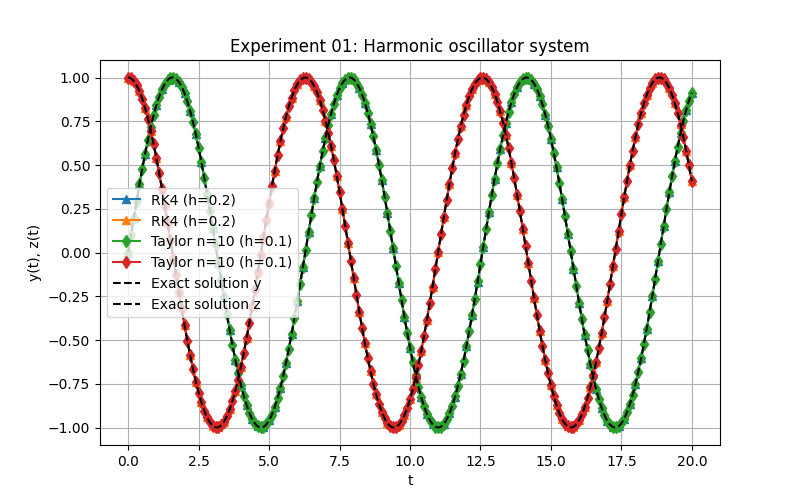 Experiment 01: Harmonic oscillator system
y(t), z(t)
1.00
0.75
0.50
0.25
0.00
−0.25
−0.50
−0.75
−1.00
RK4 (h=0.2)
RK4 (h=0.2)
Taylor n=10 (h=0.1)
Taylor n=10 (h=0.1)
Exact solution y
Exact solution z
0.0 2.5 5.0 7.5 10.0 12.5 15.0 17.5 20.0
t